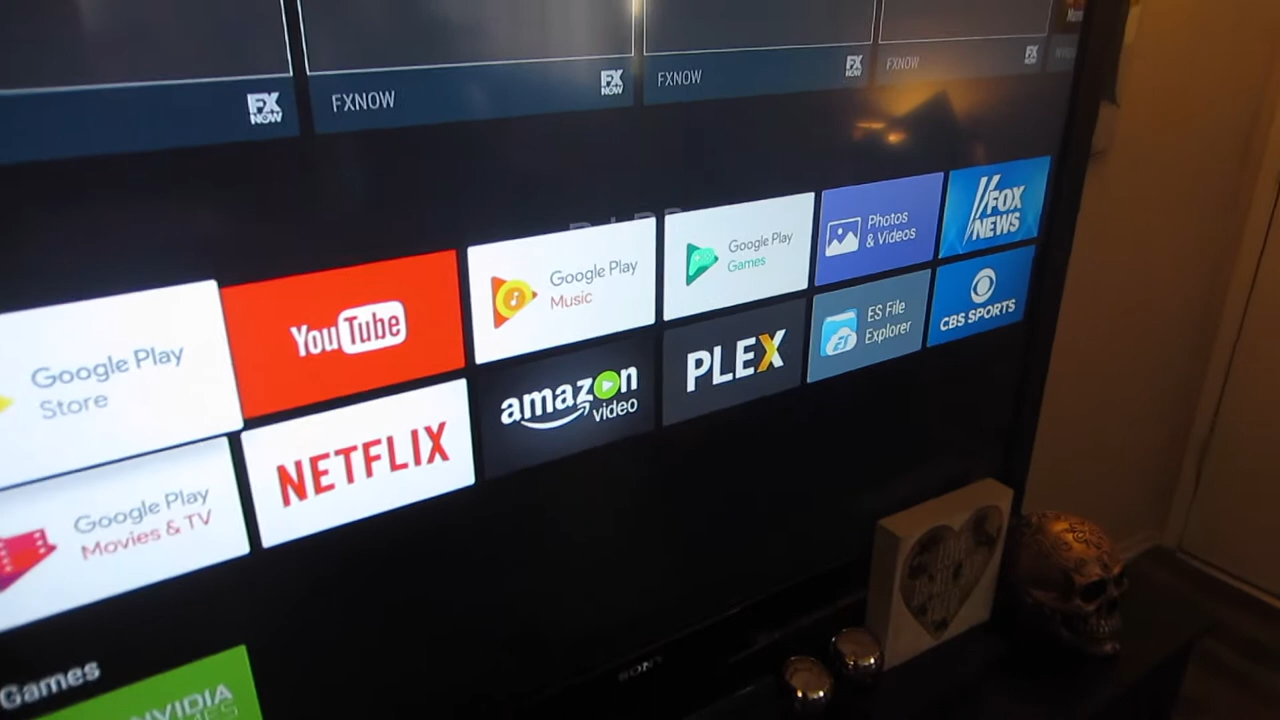 FX
NOW
FXNOW
FX
NOW
FXNOW
FX
NOW
FXNOW
FX
Google Play
Store
YouTube
Google Play
Music
Google Play
Games
Photos
& Videos
FOX
NEWS
Google Play
Movies & TV
NETFLIX
amazon
video
PLEX
ES File
Explorer
ES
CBS SPORTS
SONY
Games
NVIDIA